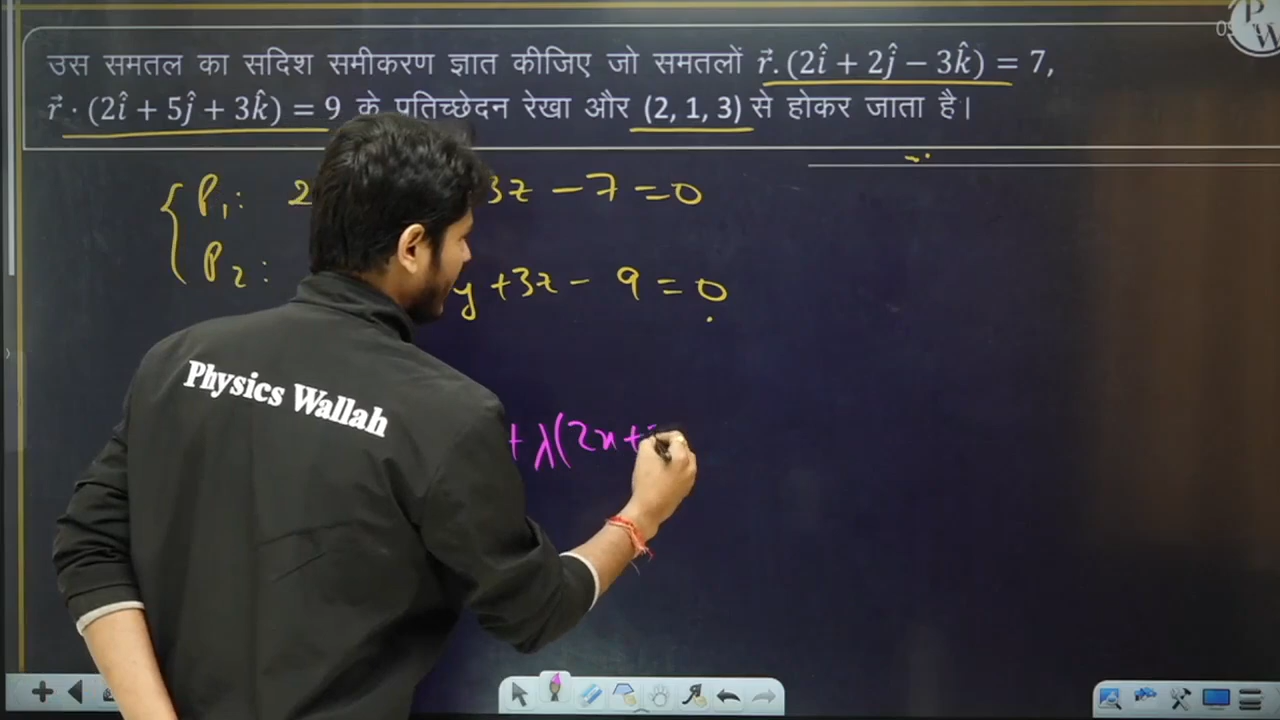 उस समतल का सदिश समीकरण ज्ञात कीजिए जो समतलों r⃗.(2î + 2ĵ − 3k̂) = 7,
r⃗ · (2î + 5ĵ + 3k̂) = 9 के प्रतिच्छेदन रेखा और (2, 1, 3) से होकर जाता है।
P₁: 2 3z − 7 = 0
P₂: y + 3z − 9 = 0
+ λ(2x +
Physics Wallah
PW